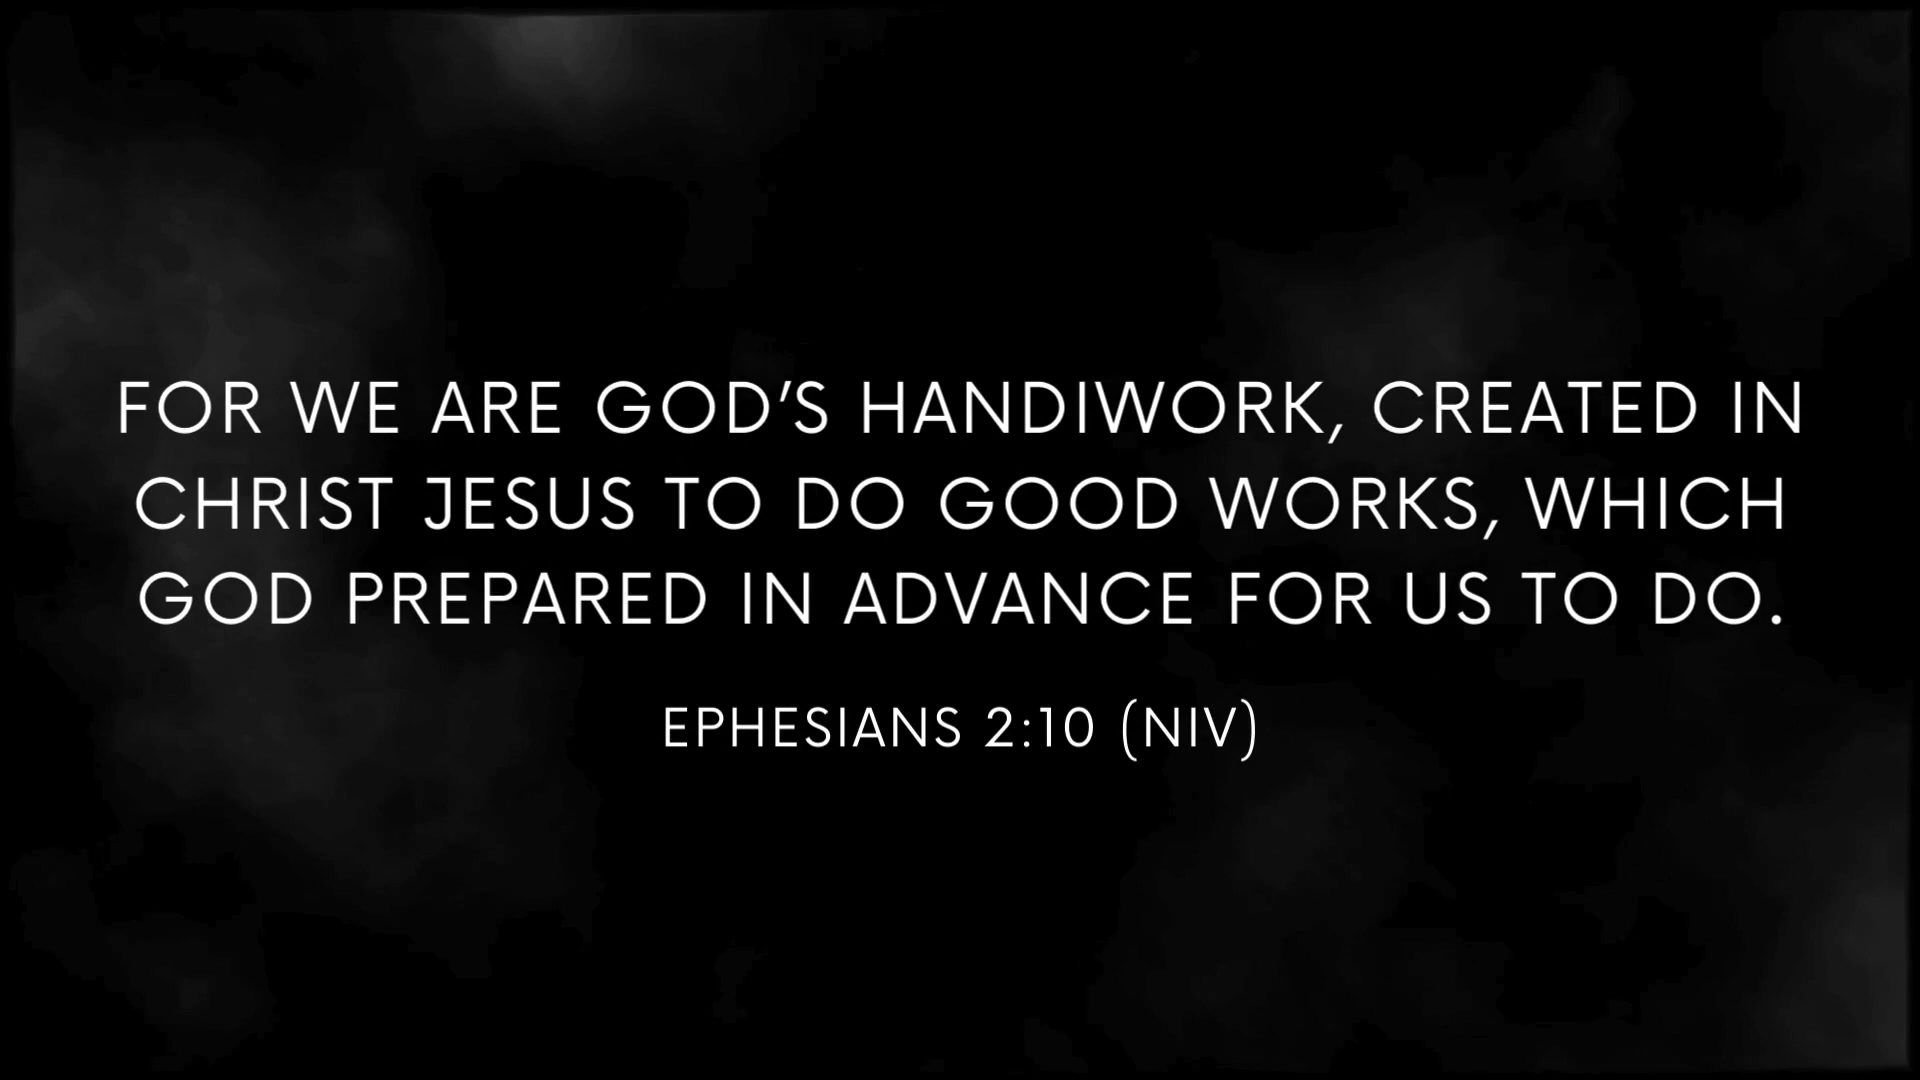 FOR WE ARE GOD’S HANDIWORK, CREATED IN
CHRIST JESUS TO DO GOOD WORKS, WHICH
GOD PREPARED IN ADVANCE FOR US TO DO.
EPHESIANS 2:10 (NIV)